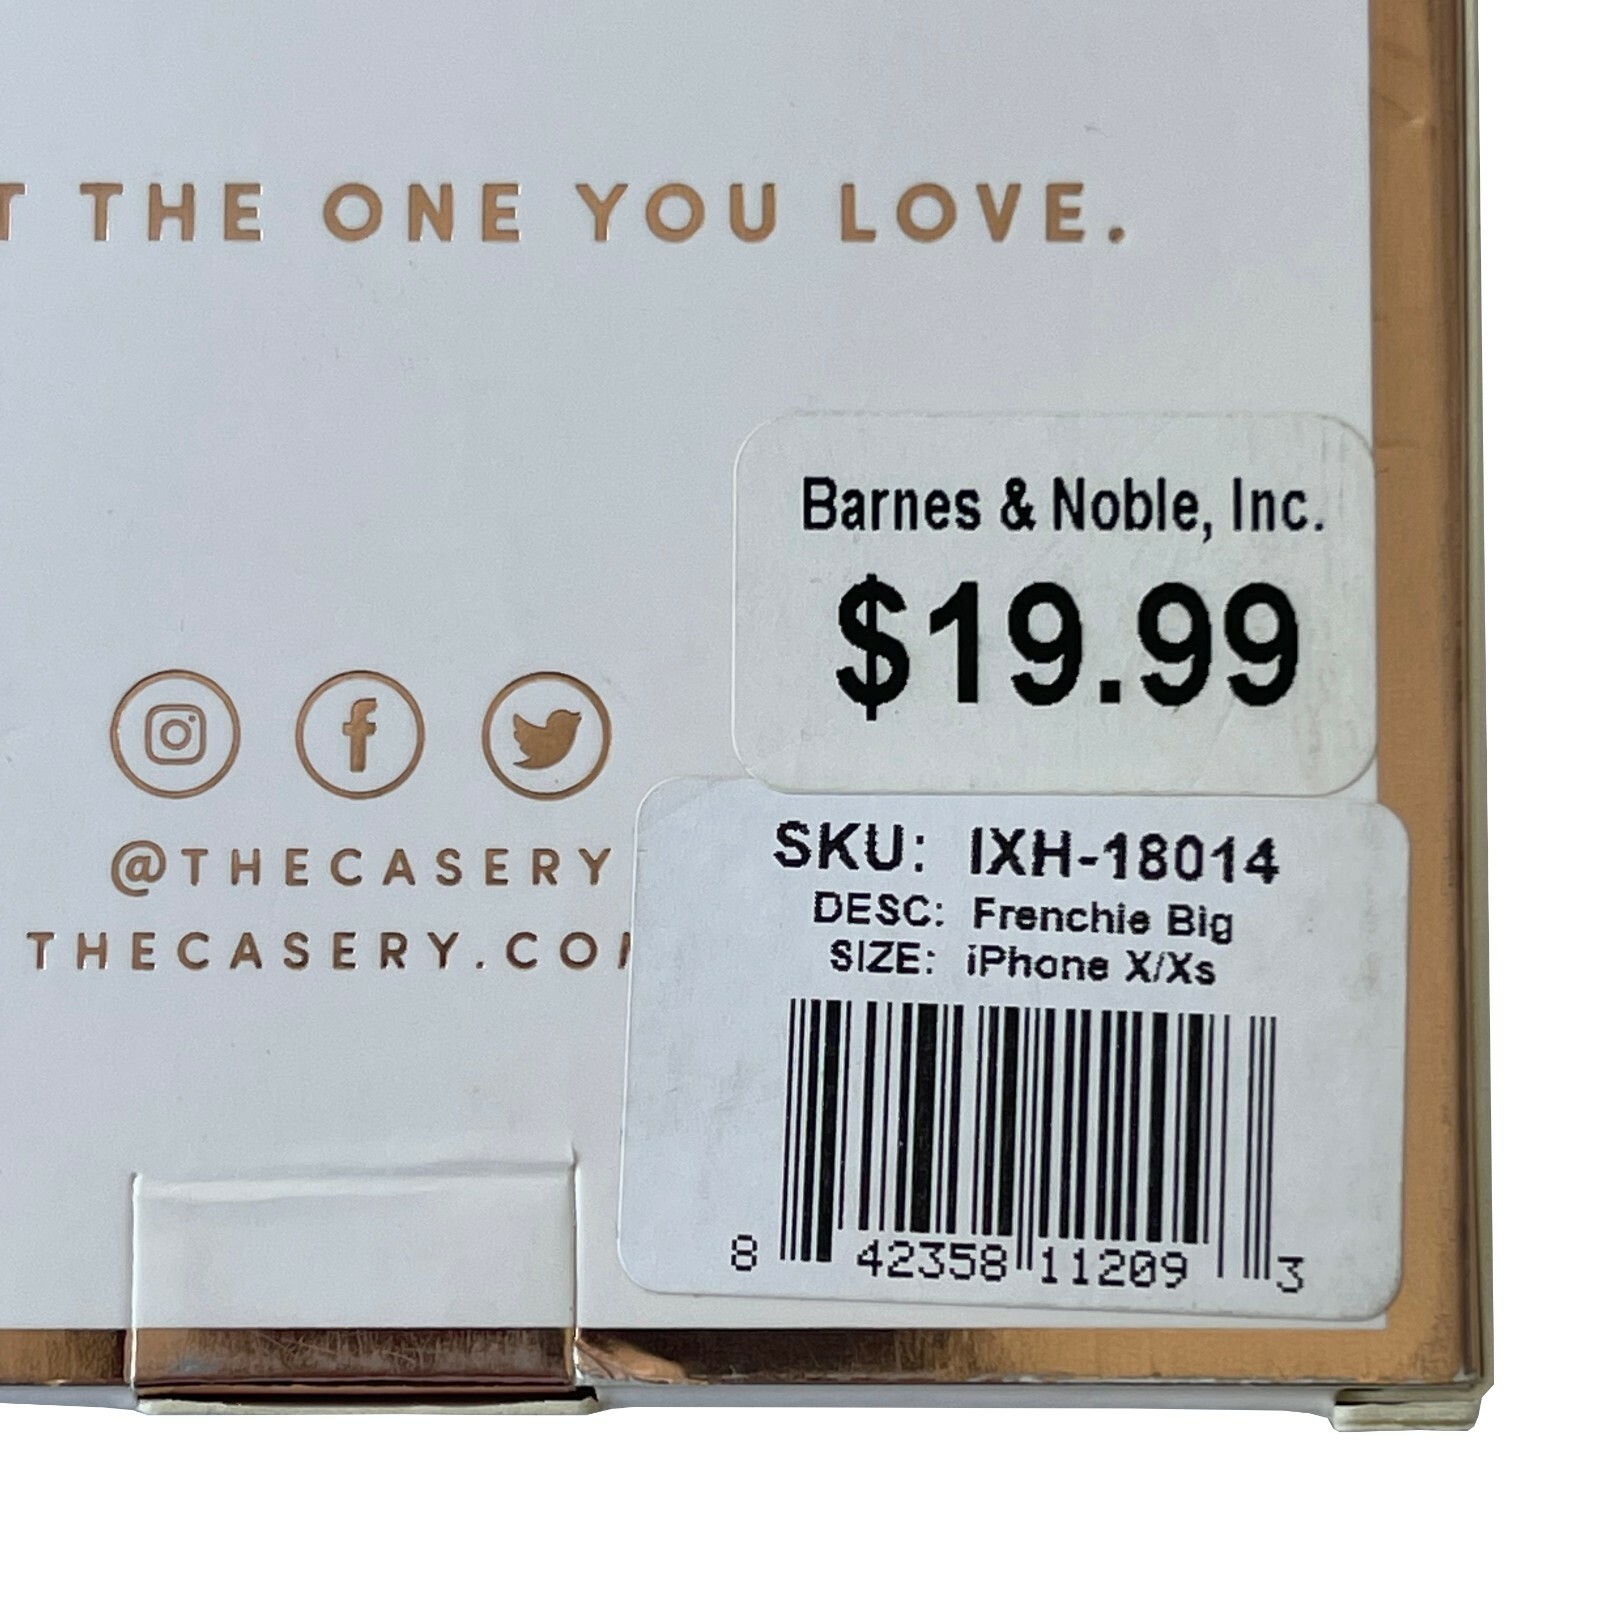 T THE ONE YOU LOVE.
Barnes & Noble, Inc.
$19.99
@THECASERY
THECASERY.CO
SKU: IXH-18014
DESC: Frenchie Big
SIZE: iPhone X/Xs
8 42358 11209 3